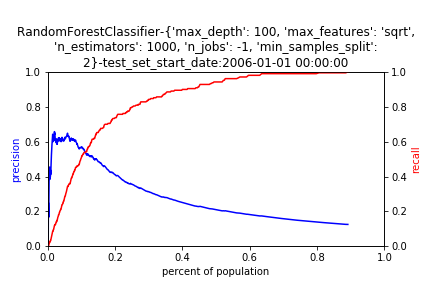 RandomForestClassifier-{'max_depth': 100, 'max_features': 'sqrt',
'n_estimators': 1000, 'n_jobs': -1, 'min_samples_split':
2}-test_set_start_date:2006-01-01 00:00:00
1.0 1.0
0.8 0.8
0.6 0.6
precision recall
0.4 0.4
0.2 0.2
0.0 0.0
0.0 0.2 0.4 0.6 0.8 1.0
percent of population